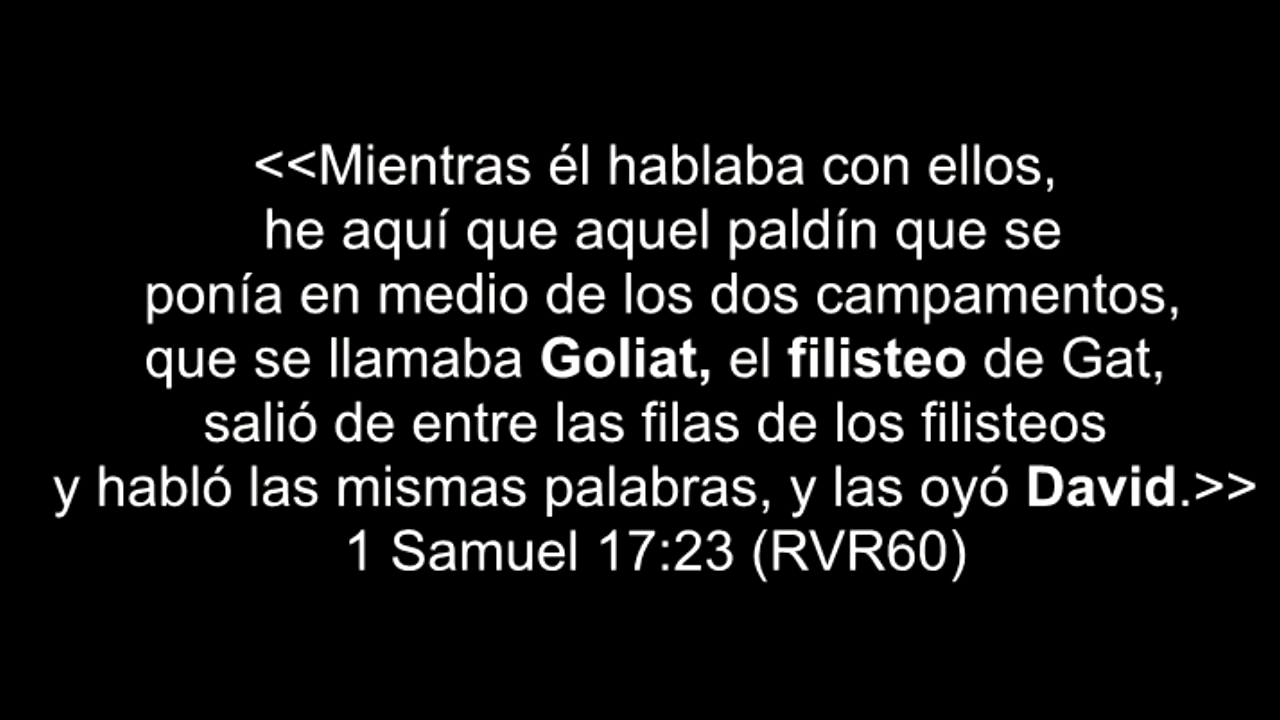 <<Mientras él hablaba con ellos,
he aquí que aquel paldín que se
ponía en medio de los dos campamentos,
que se llamaba Goliat, el filisteo de Gat,
salió de entre las filas de los filisteos
y habló las mismas palabras, y las oyó David.>>
1 Samuel 17:23 (RVR60)